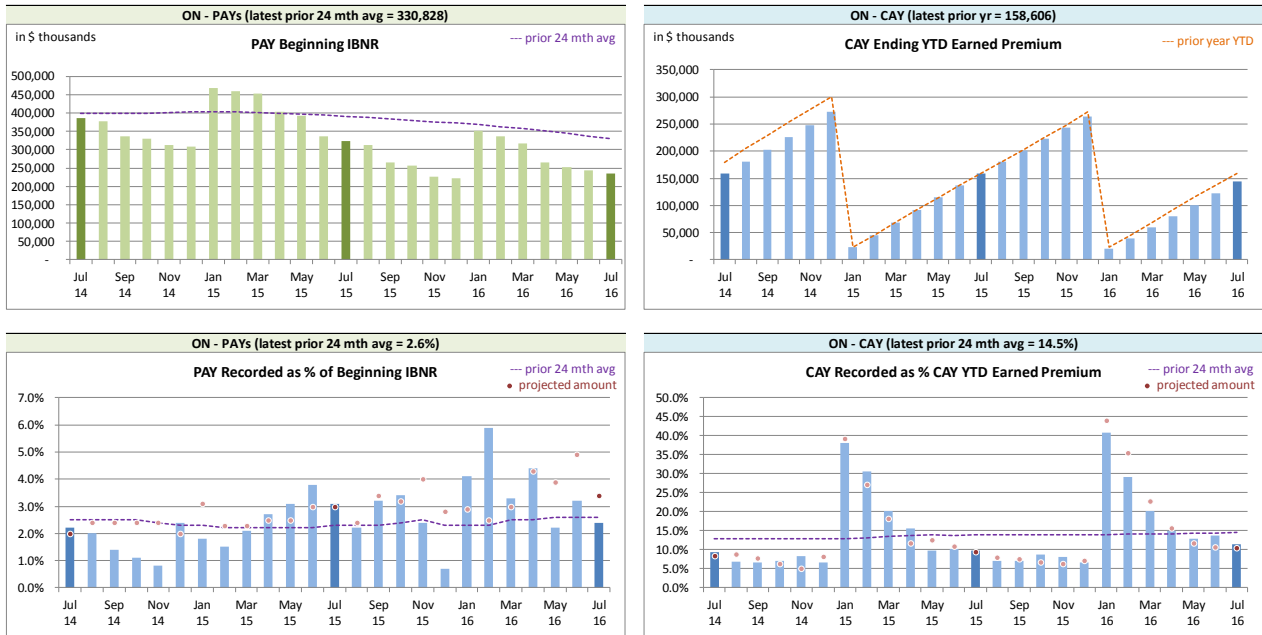 ON - PAYs (latest prior 24 mth avg = 330,828)
in $ thousands
PAY Beginning IBNR
--- prior 24 mth avg
500,000
450,000
400,000
350,000
300,000
250,000
200,000
150,000
100,000
50,000
-
Jul Sep Nov Jan Mar May Jul Sep Nov Jan Mar May Jul
14 14 14 15 15 15 15 15 15 16 16 16 16
ON - CAY (latest prior yr = 158,606)
in $ thousands
CAY Ending YTD Earned Premium
--- prior year YTD
350,000
300,000
250,000
200,000
150,000
100,000
50,000
-
Jul Sep Nov Jan Mar May Jul Sep Nov Jan Mar May Jul
14 14 14 15 15 15 15 15 15 16 16 16 16
ON - PAYs (latest prior 24 mth avg = 2.6%)
PAY Recorded as % of Beginning IBNR
--- prior 24 mth avg
• projected amount
7.0%
6.0%
5.0%
4.0%
3.0%
2.0%
1.0%
0.0%
Jul Sep Nov Jan Mar May Jul Sep Nov Jan Mar May Jul
14 14 14 15 15 15 15 15 15 16 16 16 16
ON - CAY (latest prior 24 mth avg = 14.5%)
CAY Recorded as % CAY YTD Earned Premium
--- prior 24 mth avg
• projected amount
50.0%
45.0%
40.0%
35.0%
30.0%
25.0%
20.0%
15.0%
10.0%
5.0%
0.0%
Jul Sep Nov Jan Mar May Jul Sep Nov Jan Mar May Jul
14 14 14 15 15 15 15 15 15 16 16 16 16